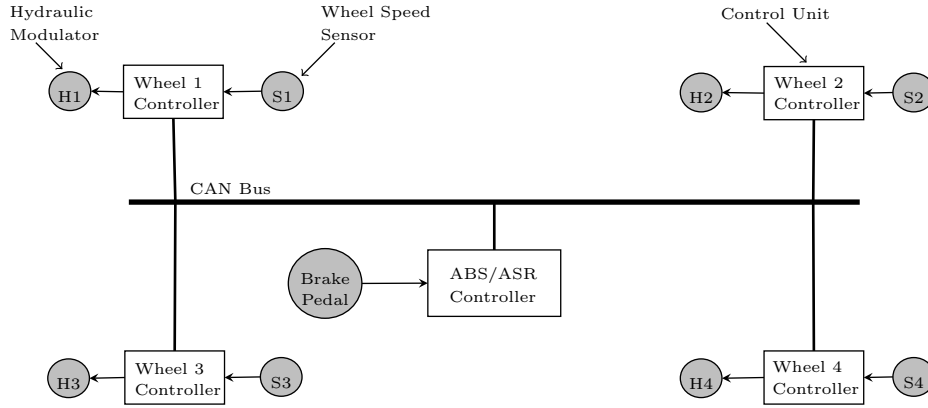 Hydraulic
Modulator
Wheel Speed
Sensor
Control Unit
H1
Wheel 1
Controller
S1
H2
Wheel 2
Controller
S2
CAN Bus
Brake
Pedal
ABS/ASR
Controller
H3
Wheel 3
Controller
S3
H4
Wheel 4
Controller
S4